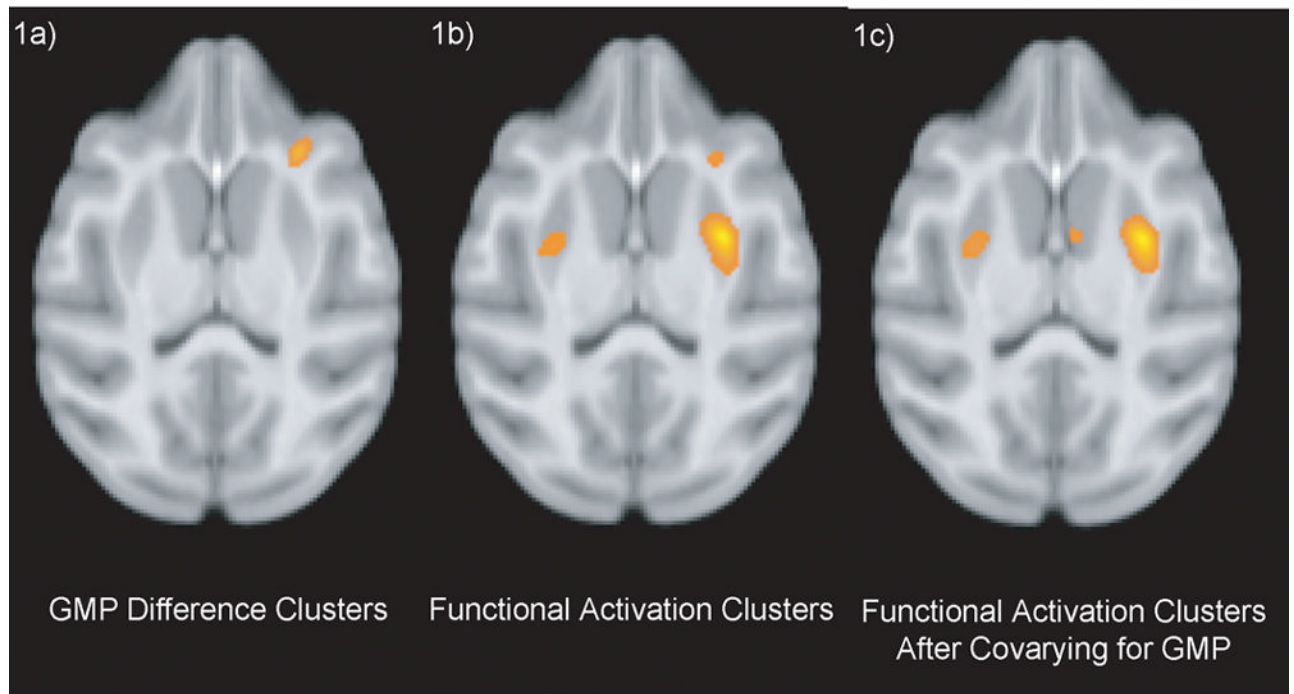 1a)
1b)
1c)
GMP Difference Clusters
Functional Activation Clusters
Functional Activation Clusters
After Covarying for GMP